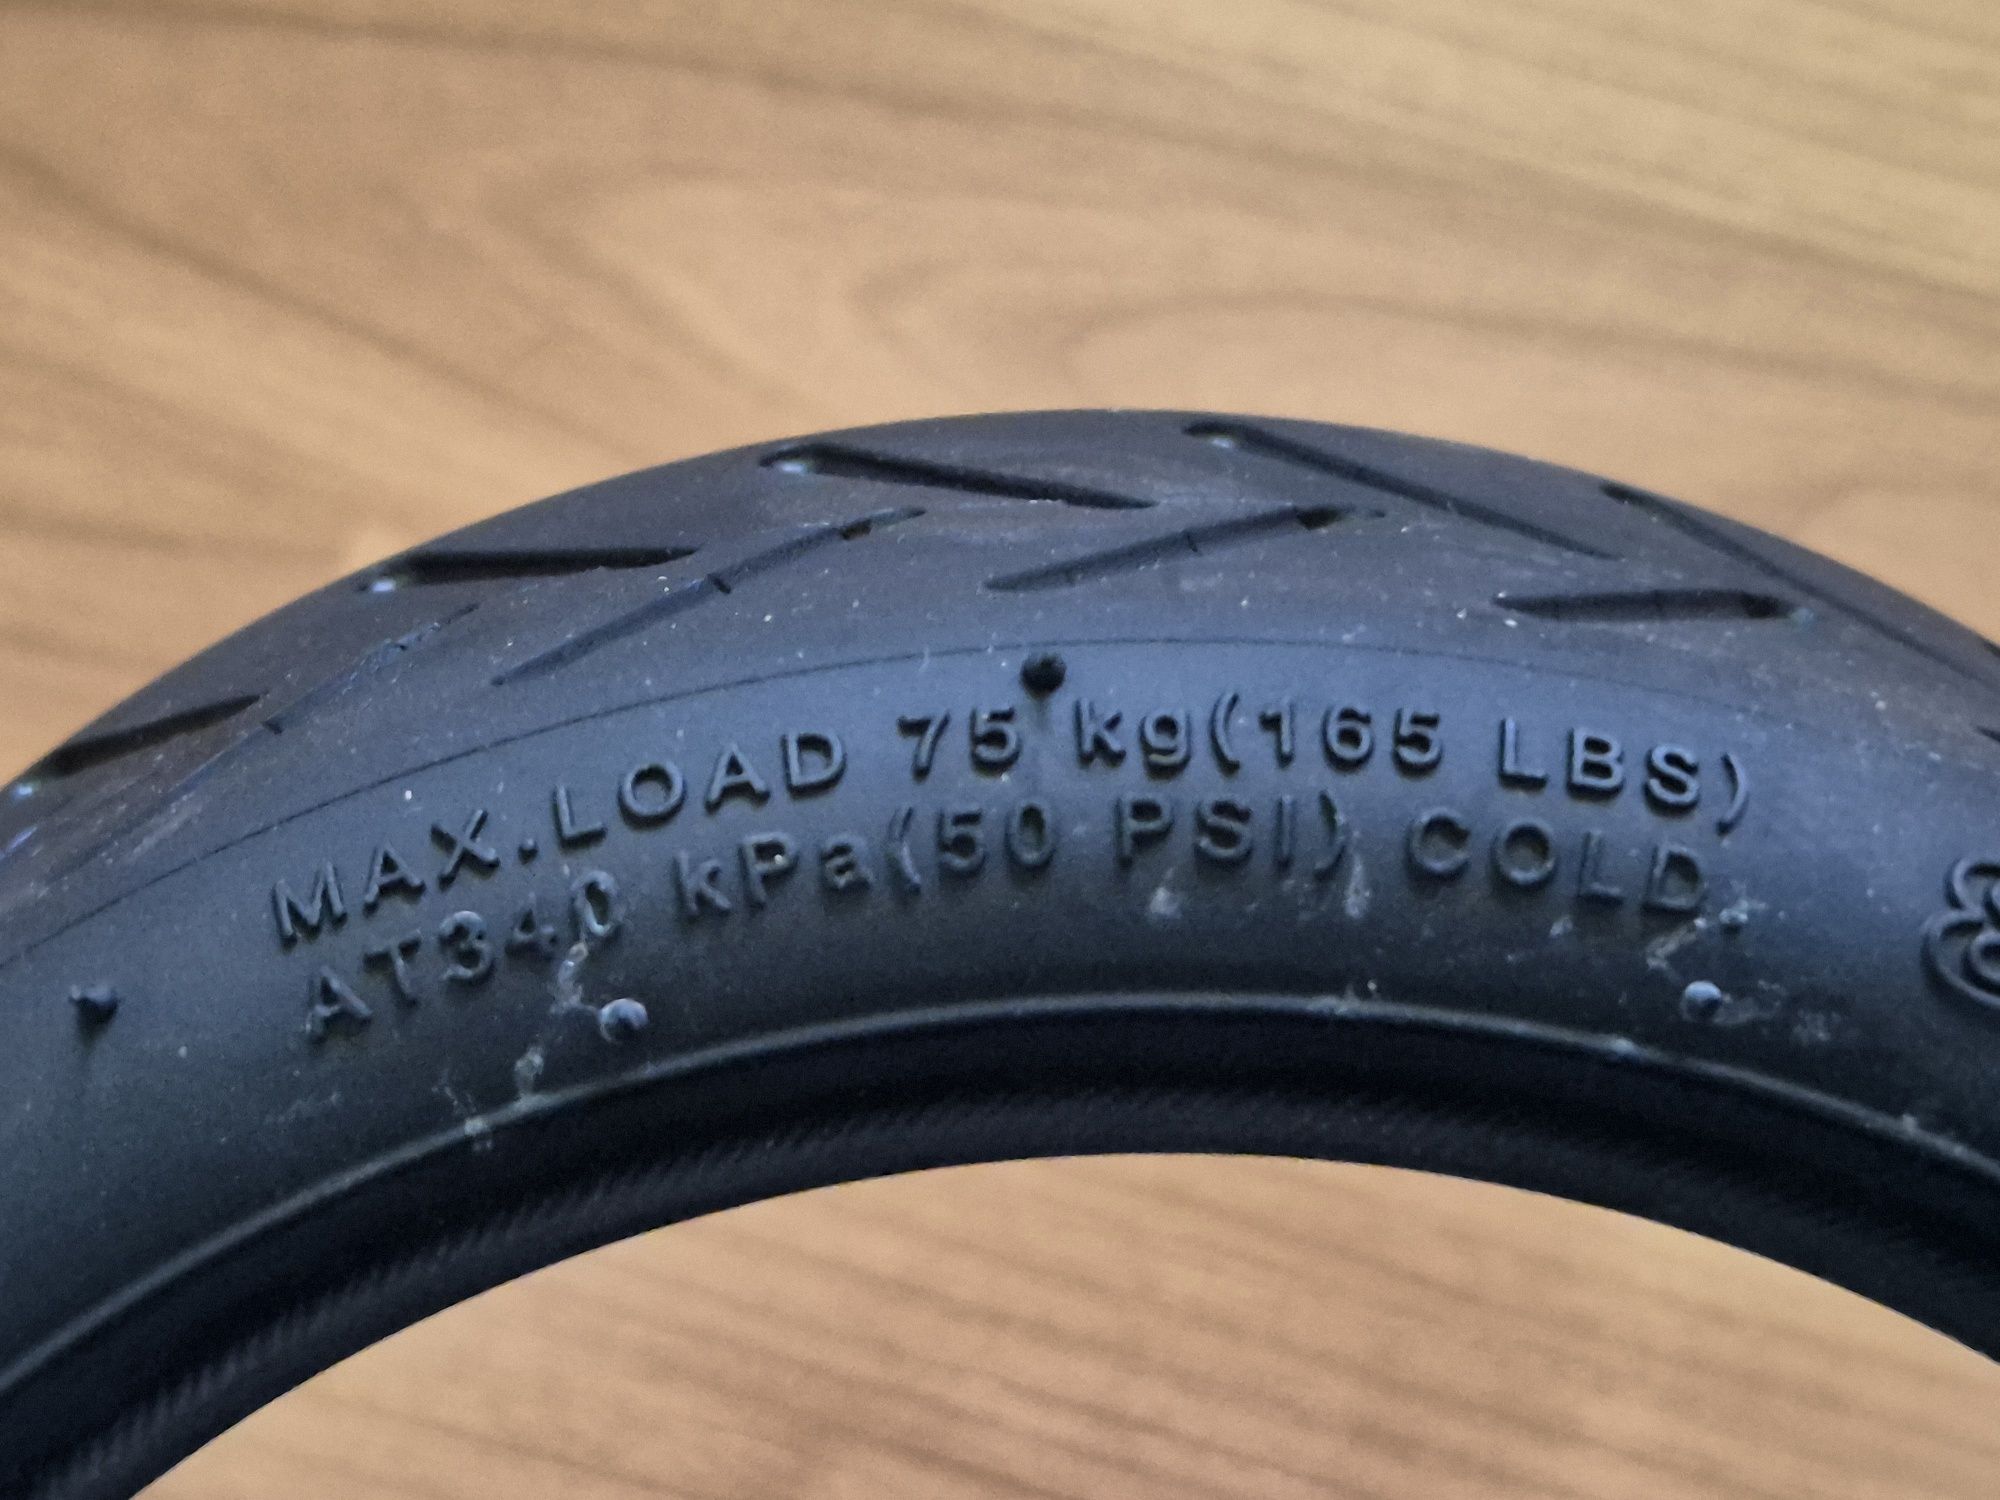 MAX.LOAD 75 kg(165 LBS)
AT340 kPa(50 PSI) COLD